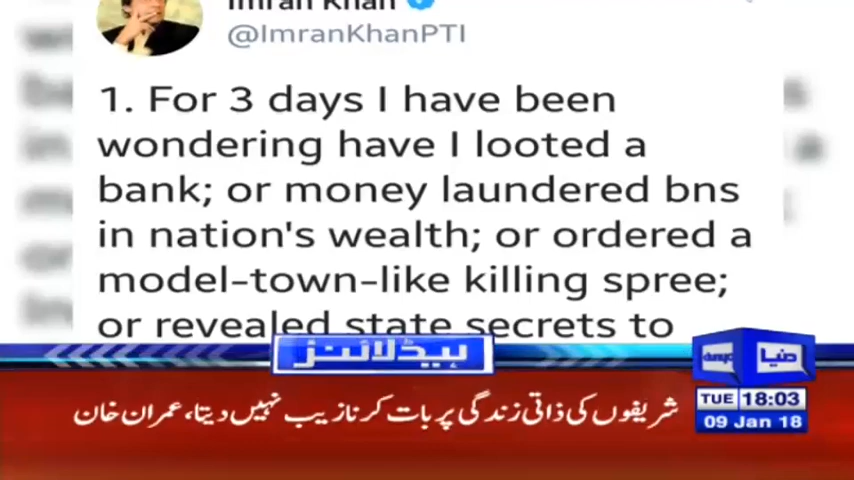 Imran Khan
@ImranKhanPTI
1. For 3 days I have been
wondering have I looted a
bank; or money laundered bns
in nation's wealth; or ordered a
model-town-like killing spree;
or revealed state secrets to
ہیڈلائنز
دنیا
TUE 18:03
09 Jan 18
شریفوں کی ذاتی زندگی پر بات کرنا زیب نہیں دیتا، عمران خان